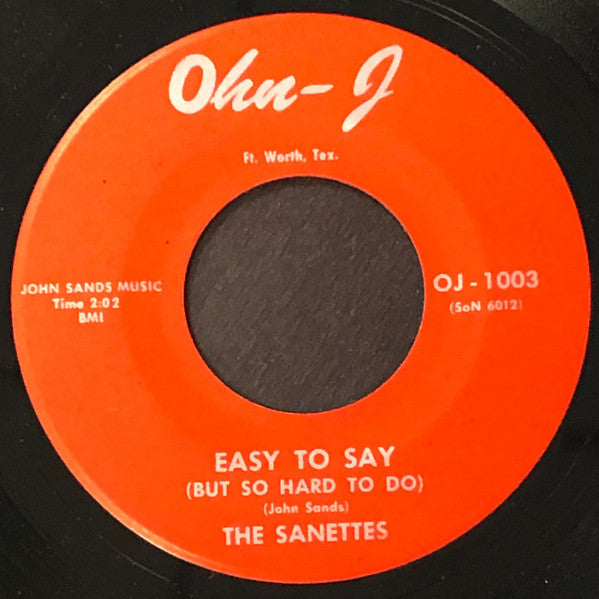 Ohn-J
Ft. Worth, Tex.
JOHN SANDS MUSIC
Time 2:02
BMI
OJ - 1003
(SoN 6012)
EASY TO SAY
(BUT SO HARD TO DO)
(John Sands)
THE SANETTES